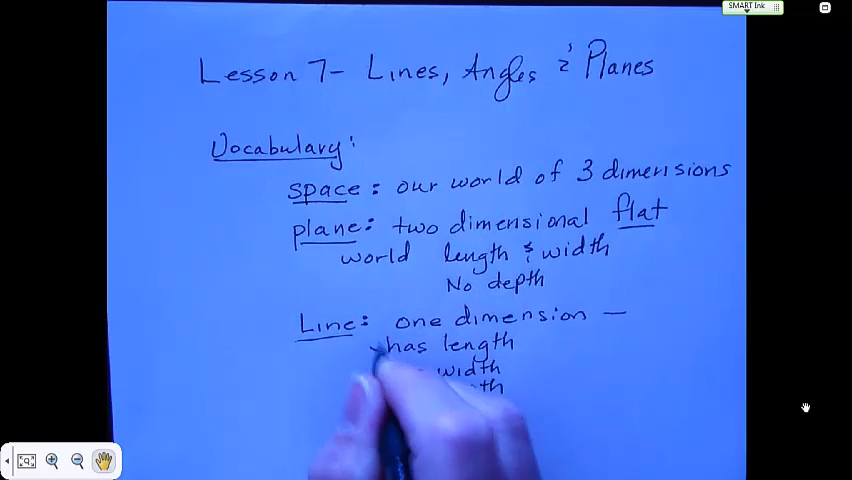 SMART Ink
Lesson 7- Lines, Angles & Planes
Vocabulary:
space: our world of 3 dimensions
plane: two dimensional flat
world length & width
No depth
Line: one dimension —
has length
width